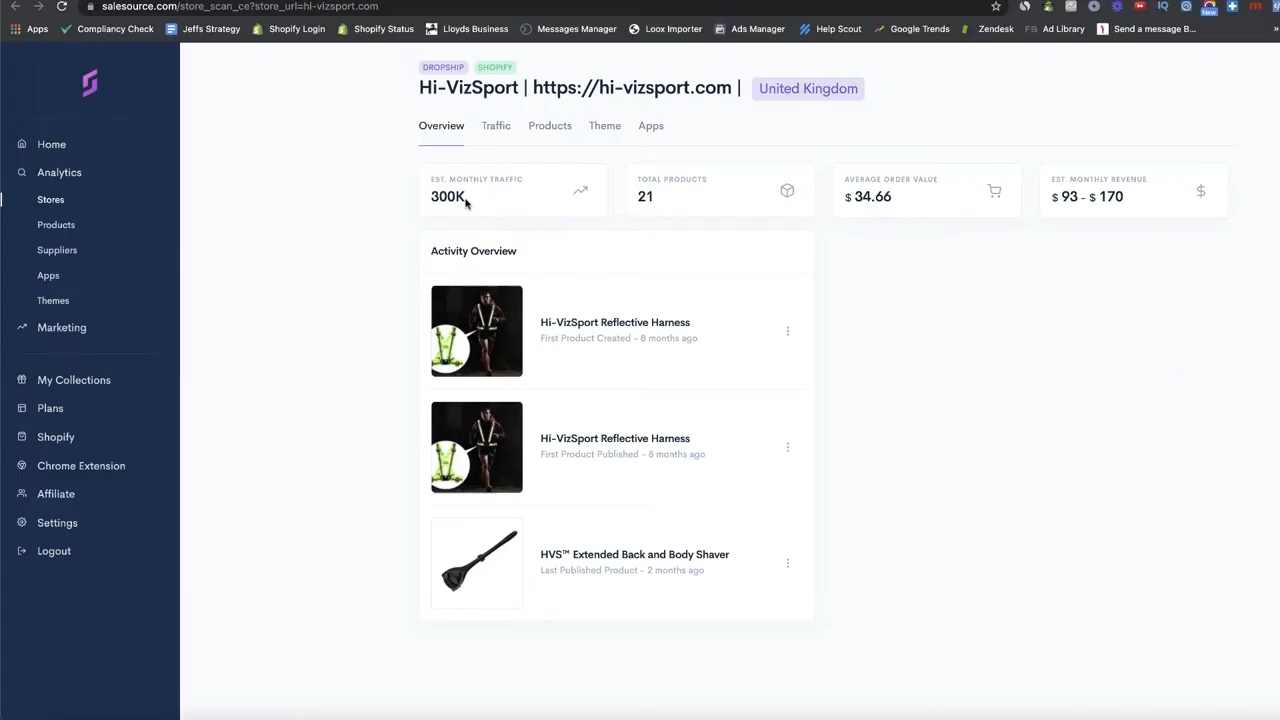 salesource.com/store_scan_ce?store_url=hi-vizsport.com
Apps Compliancy Check Jeffs Strategy Shopify Login Shopify Status Lloyds Business Messages Manager Loox Importer Ads Manager Help Scout Google Trends Zendesk FB Ad Library Send a message B... »
New
DROPSHIP SHOPIFY
Hi-VizSport | https://hi-vizsport.com | United Kingdom
Overview Traffic Products Theme Apps
Home
Analytics
Stores
Products
Suppliers
Apps
Themes
Marketing
My Collections
Plans
Shopify
Chrome Extension
Affiliate
Settings
Logout
EST. MONTHLY TRAFFIC
300K
TOTAL PRODUCTS
21
AVERAGE ORDER VALUE
$ 34.66
EST. MONTHLY REVENUE
$ 93 - $ 170
Activity Overview
Hi-VizSport Reflective Harness
First Product Created - 8 months ago
Hi-VizSport Reflective Harness
First Product Published - 8 months ago
HVS™ Extended Back and Body Shaver
Last Published Product - 2 months ago